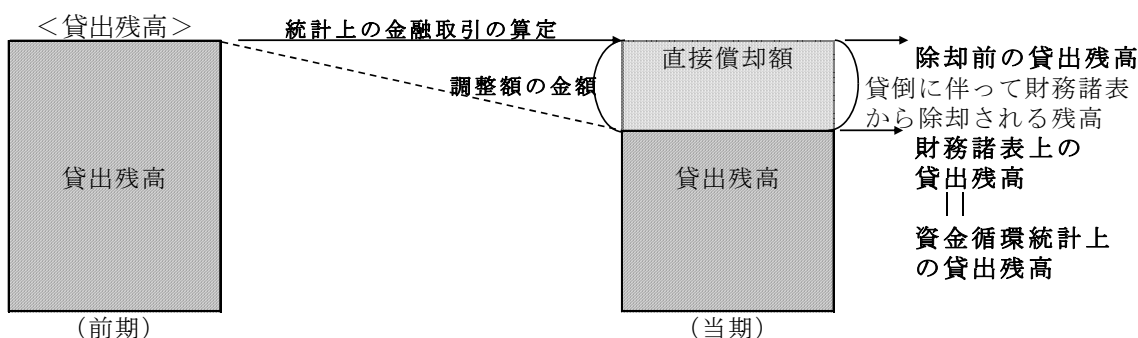 ＜貸出残高＞
統計上の金融取引の算定
直接償却額
調整額の金額
除却前の貸出残高
貸倒に伴って財務諸表
から除却される残高
財務諸表上の
貸出残高
||
資金循環統計上
の貸出残高
貸出残高
貸出残高
（前期）
（当期）